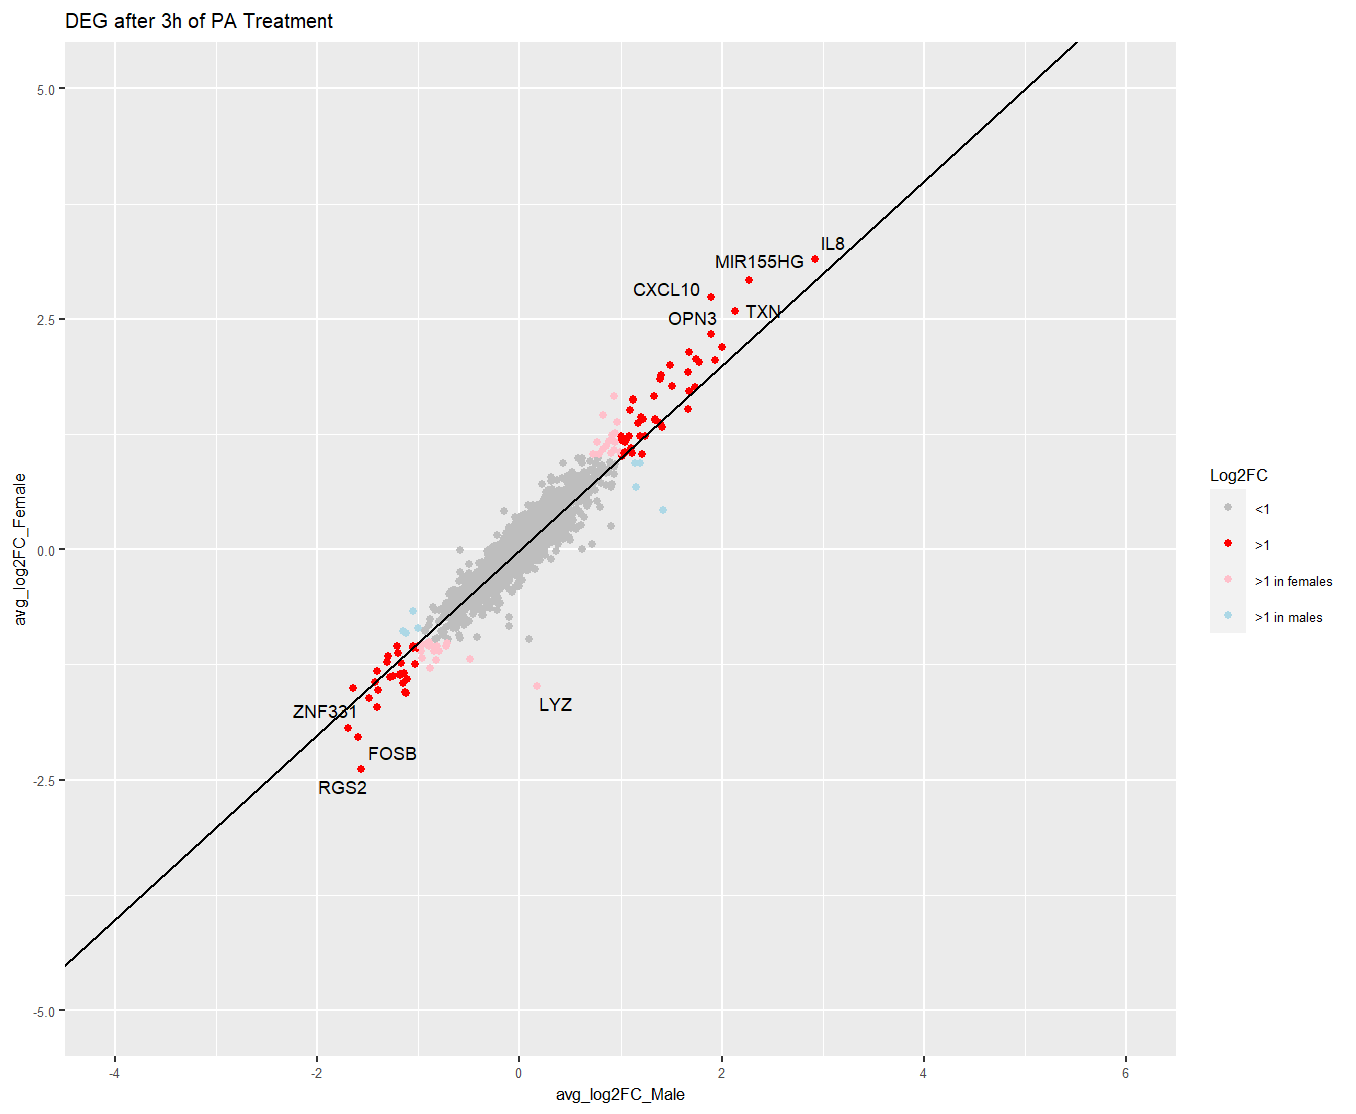 DEG after 3h of PA Treatment
IL8
MIR155HG
CXCL10
TXN
OPN3
LYZ
ZNF331
FOSB
RGS2
5.0
2.5
0.0
-2.5
-5.0
avg_log2FC_Female
-4
-2
0
2
4
6
avg_log2FC_Male
Log2FC
<1
>1
>1 in females
>1 in males